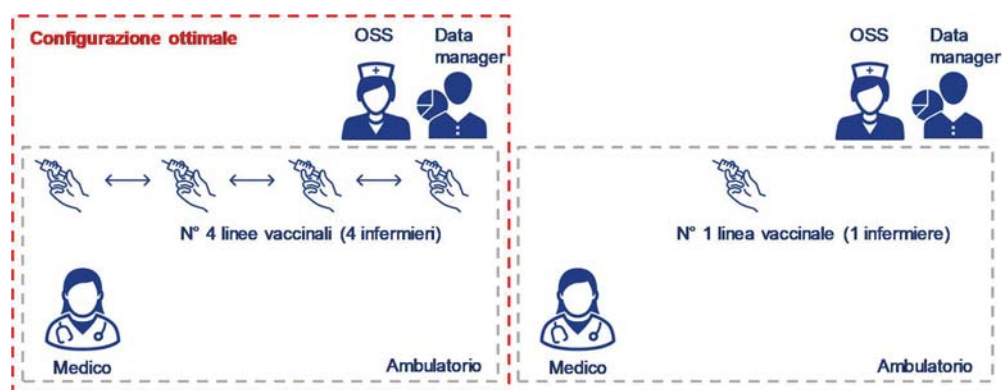 Configurazione ottimale
OSS
Data
manager
N° 4 linee vaccinali (4 infermieri)
Medico
Ambulatorio
OSS
Data
manager
N° 1 linea vaccinale (1 infermiere)
Medico
Ambulatorio